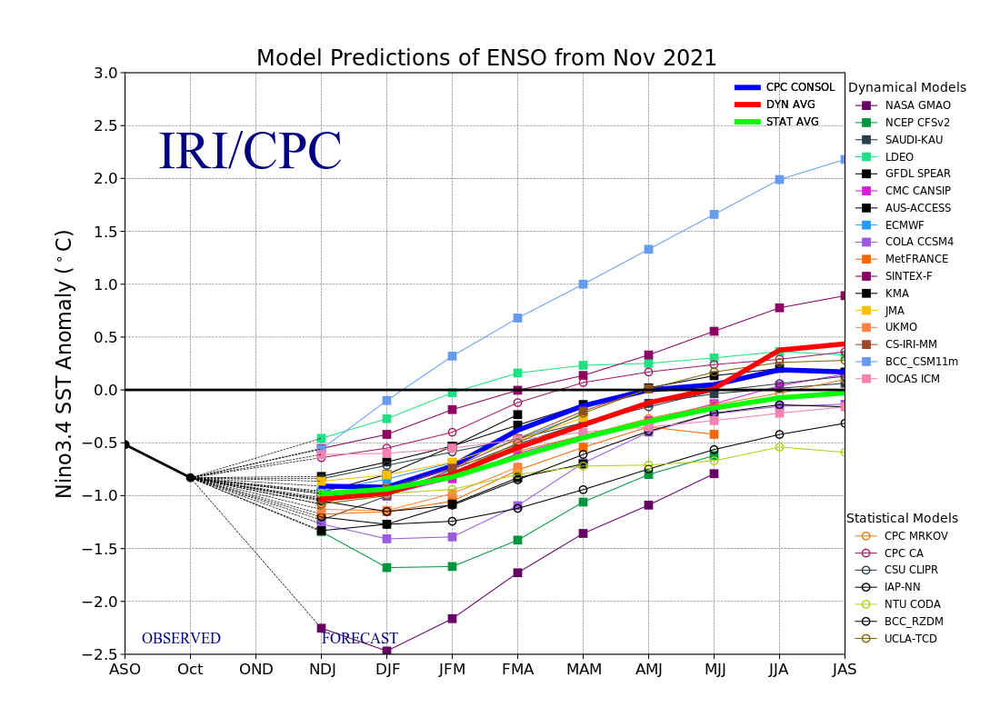 Model Predictions of ENSO from Nov 2021
Nino3.4 SST Anomaly (°C)
3.0
2.5
2.0
1.5
1.0
0.5
0.0
−0.5
−1.0
−1.5
−2.0
−2.5
IRI/CPC
OBSERVED
FORECAST
ASO
Oct
OND
NDJ
DJF
JFM
FMA
MAM
AMJ
MJJ
JJA
JAS
CPC CONSOL
DYN AVG
STAT AVG
Dynamical Models
NASA GMAO
NCEP CFSv2
SAUDI-KAU
LDEO
GFDL SPEAR
CMC CANSIP
AUS-ACCESS
ECMWF
COLA CCSM4
MetFRANCE
SINTEX-F
KMA
JMA
UKMO
CS-IRI-MM
BCC_CSM11m
IOCAS ICM
Statistical Models
CPC MRKOV
CPC CA
CSU CLIPR
IAP-NN
NTU CODA
BCC_RZDM
UCLA-TCD